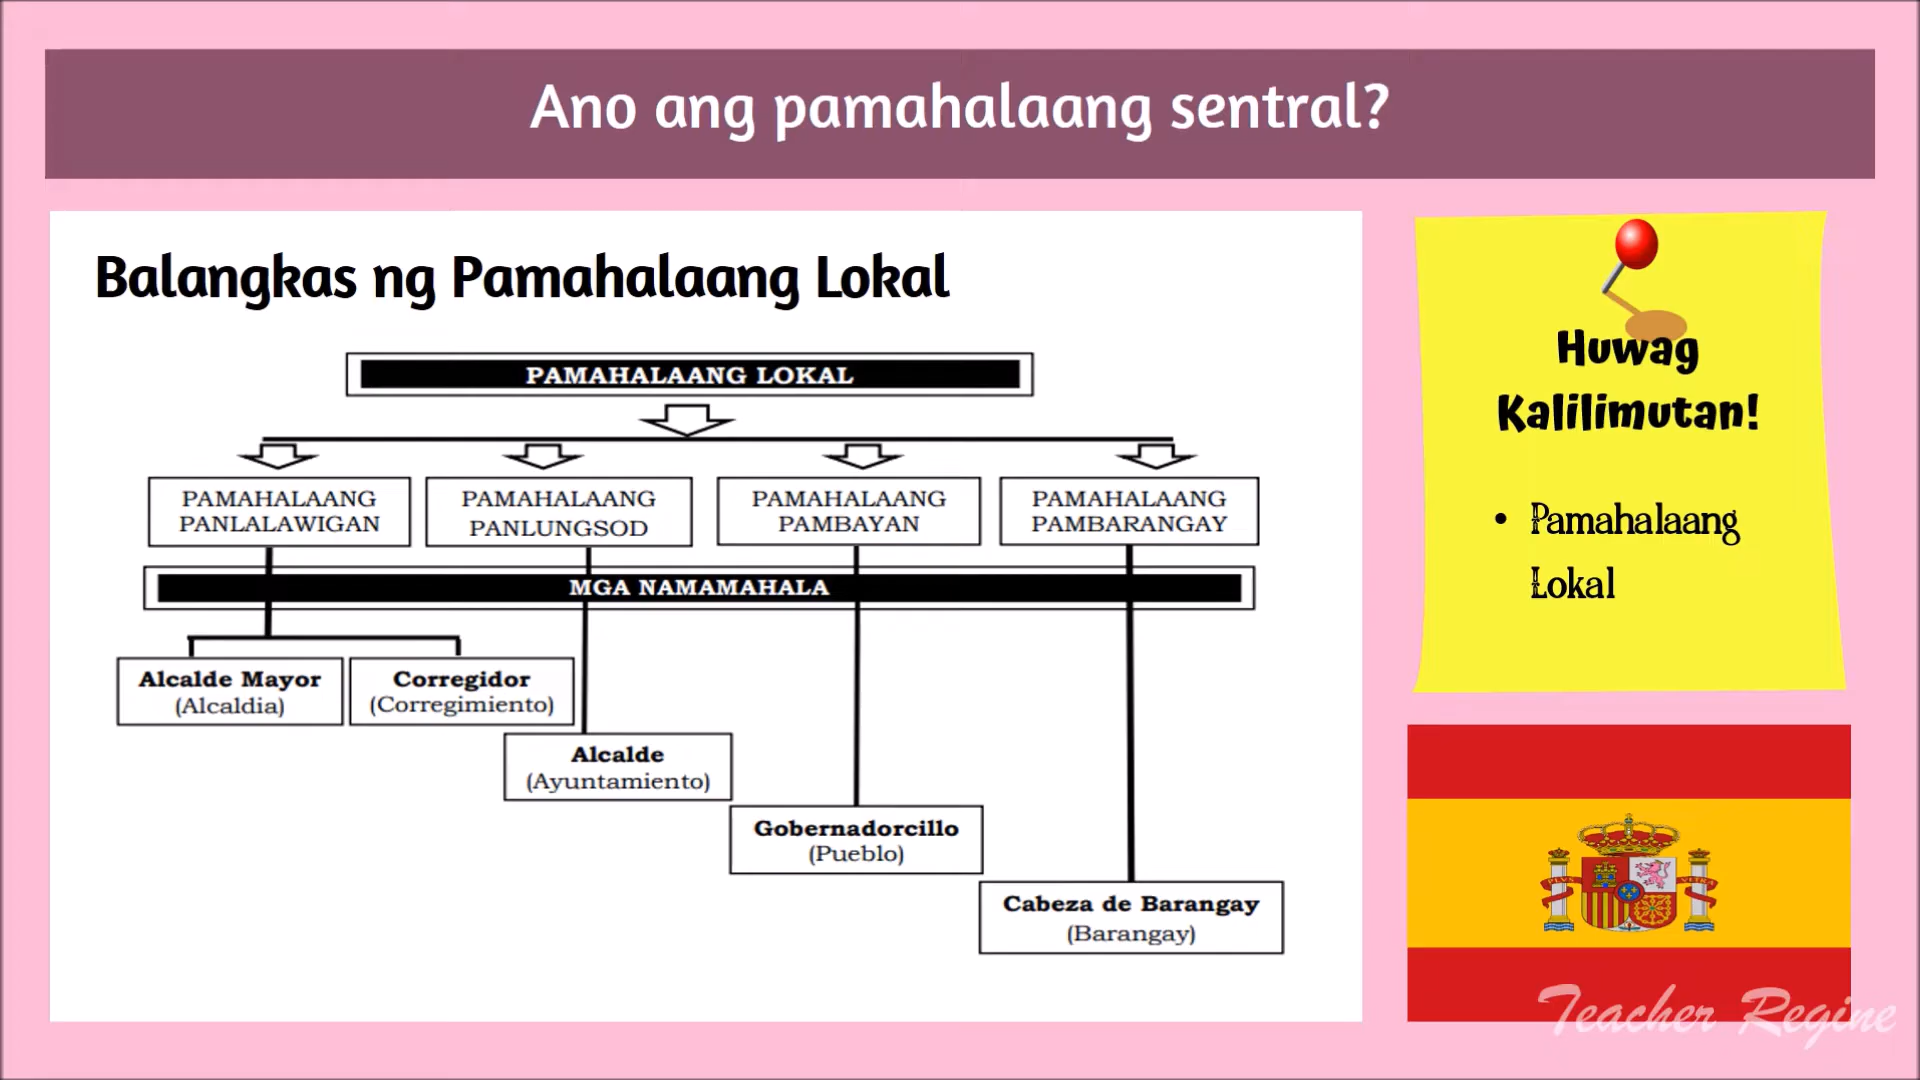 Ano ang pamahalaang sentral?
Balangkas ng Pamahalaang Lokal
PAMAHALAANG LOKAL
PAMAHALAANG
PANLALAWIGAN
PAMAHALAANG
PANLUNGSOD
PAMAHALAANG
PAMBAYAN
PAMAHALAANG
PAMBARANGAY
MGA NAMAMAHALA
Alcalde Mayor
(Alcaldia)
Corregidor
(Corregimiento)
Alcalde
(Ayuntamiento)
Gobernadorcillo
(Pueblo)
Cabeza de Barangay
(Barangay)
Huwag
Kalilimutan!
• Pamahalaang
Lokal
PLUS VLTRA
Teacher Regine